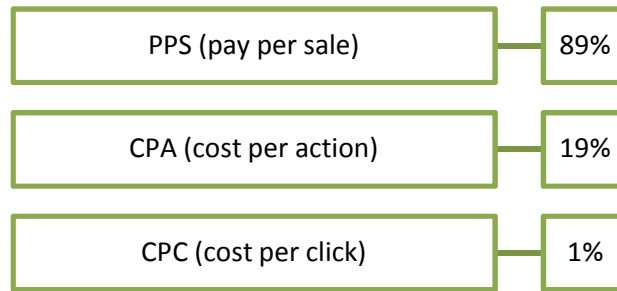 PPS (pay per sale) 89%
CPA (cost per action) 19%
CPC (cost per click) 1%